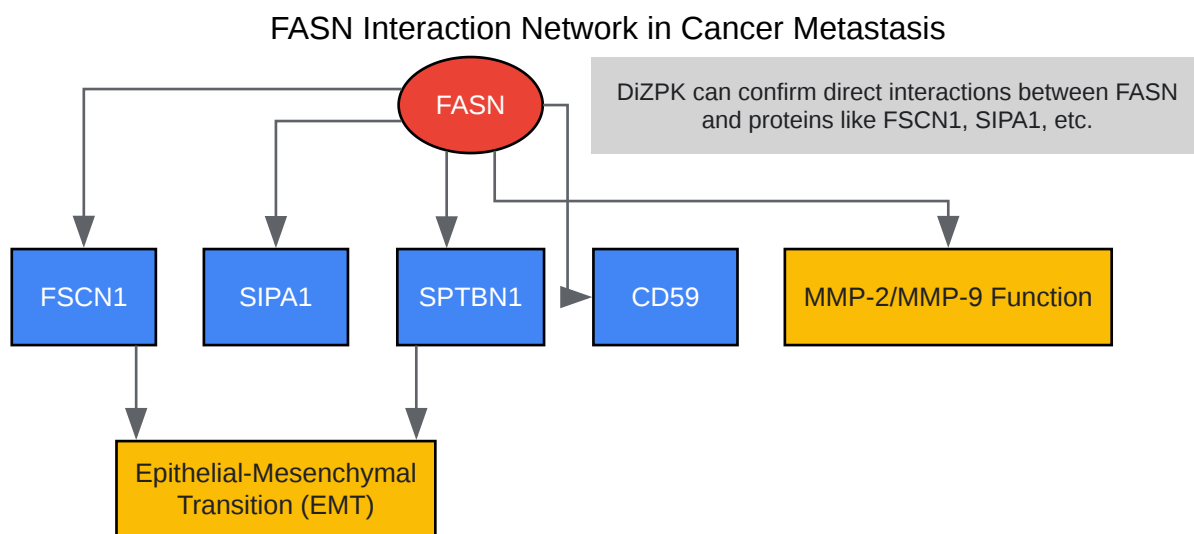 FASN Interaction Network in Cancer Metastasis
FASN
DiZPK can confirm direct interactions between FASN
and proteins like FSCN1, SIPA1, etc.
FSCN1
SIPA1
SPTBN1
CD59
MMP-2/MMP-9 Function
Epithelial-Mesenchymal
Transition (EMT)